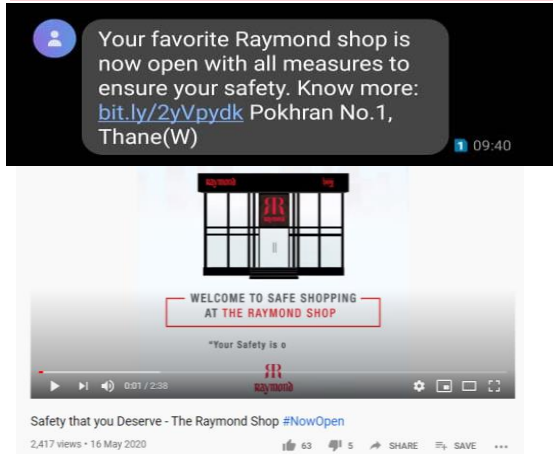 Your favorite Raymond shop is
now open with all measures to
ensure your safety. Know more:
bit.ly/2yVpydk Pokhran No.1,
Thane(W)
1 09:40
Raymond
R
Raymond
WELCOME TO SAFE SHOPPING
AT THE RAYMOND SHOP
"Your Safety is o
R
Raymond
0:01 / 2:38
Safety that you Deserve - The Raymond Shop #NowOpen
2,417 views • 16 May 2020 63 5 SHARE SAVE